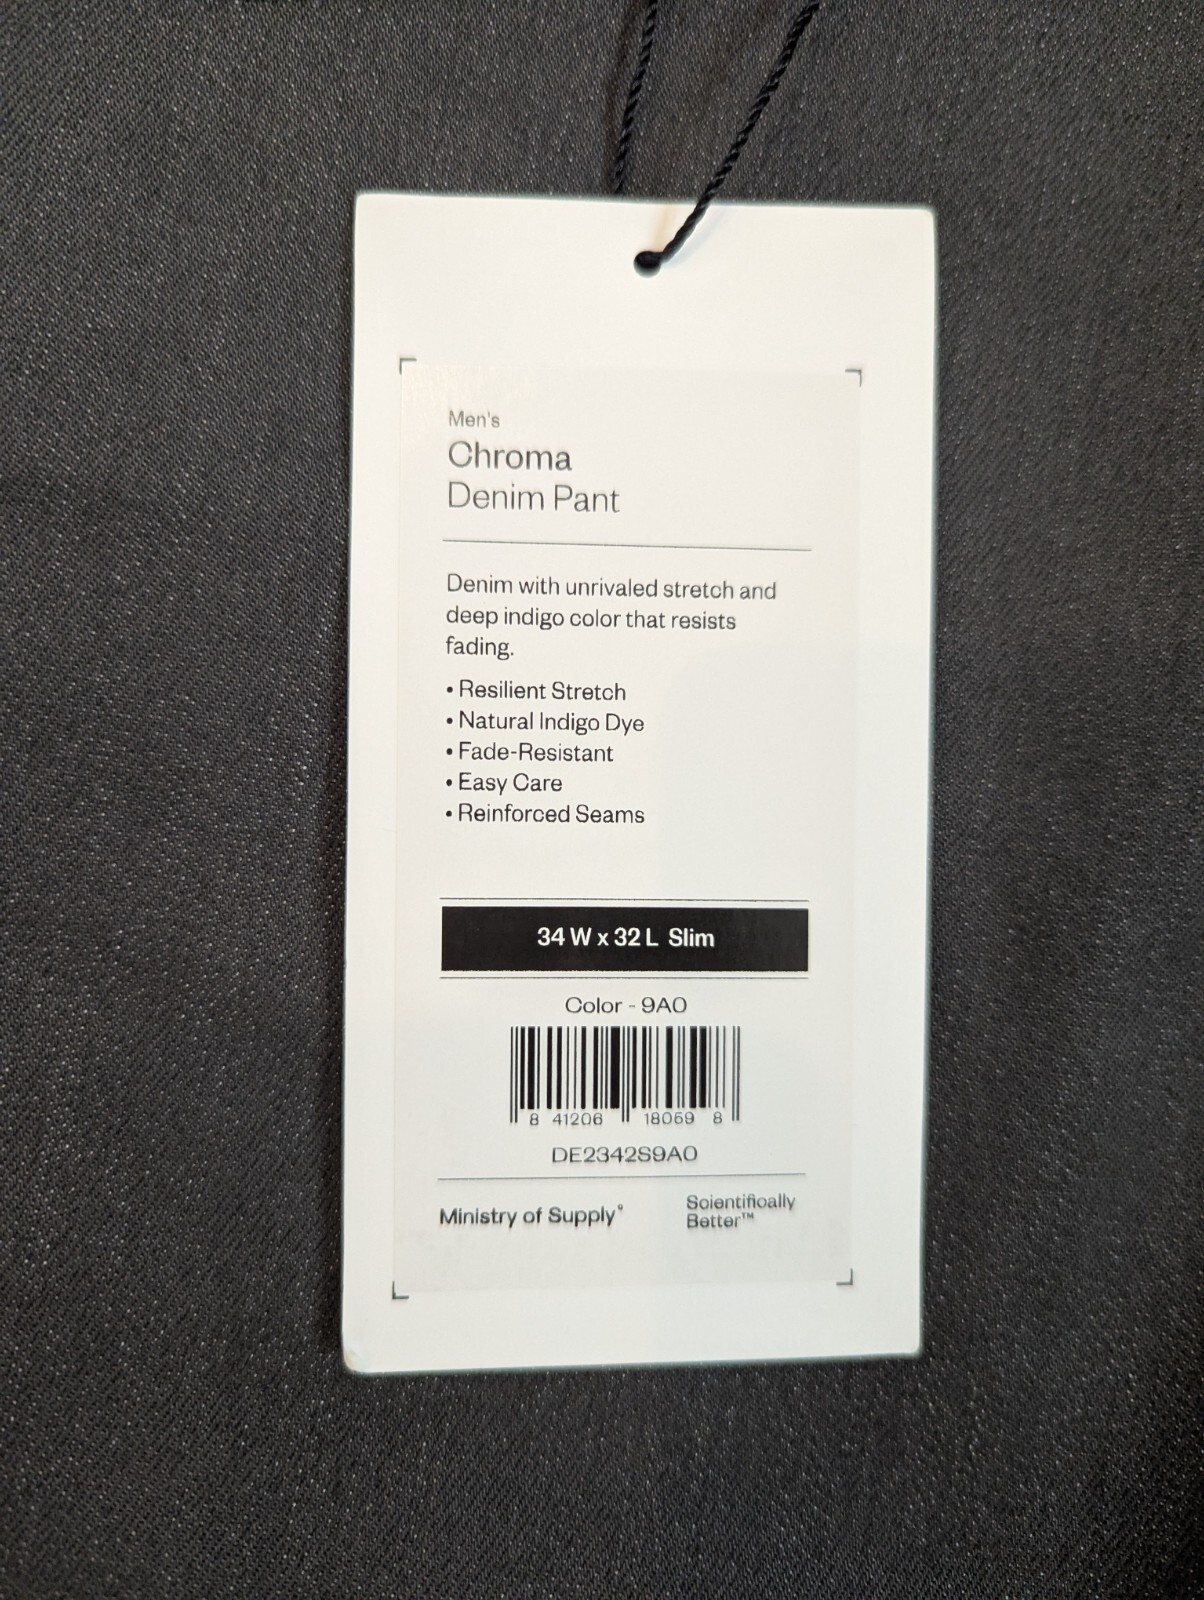 Men's
Chroma
Denim Pant
Denim with unrivaled stretch and
deep indigo color that resists
fading.
• Resilient Stretch
• Natural Indigo Dye
• Fade-Resistant
• Easy Care
• Reinforced Seams
34 W x 32 L Slim
Color - 9A0
8 41206 18059 8
DE2342S9A0
Ministry of Supply°
Scientifically
Better™